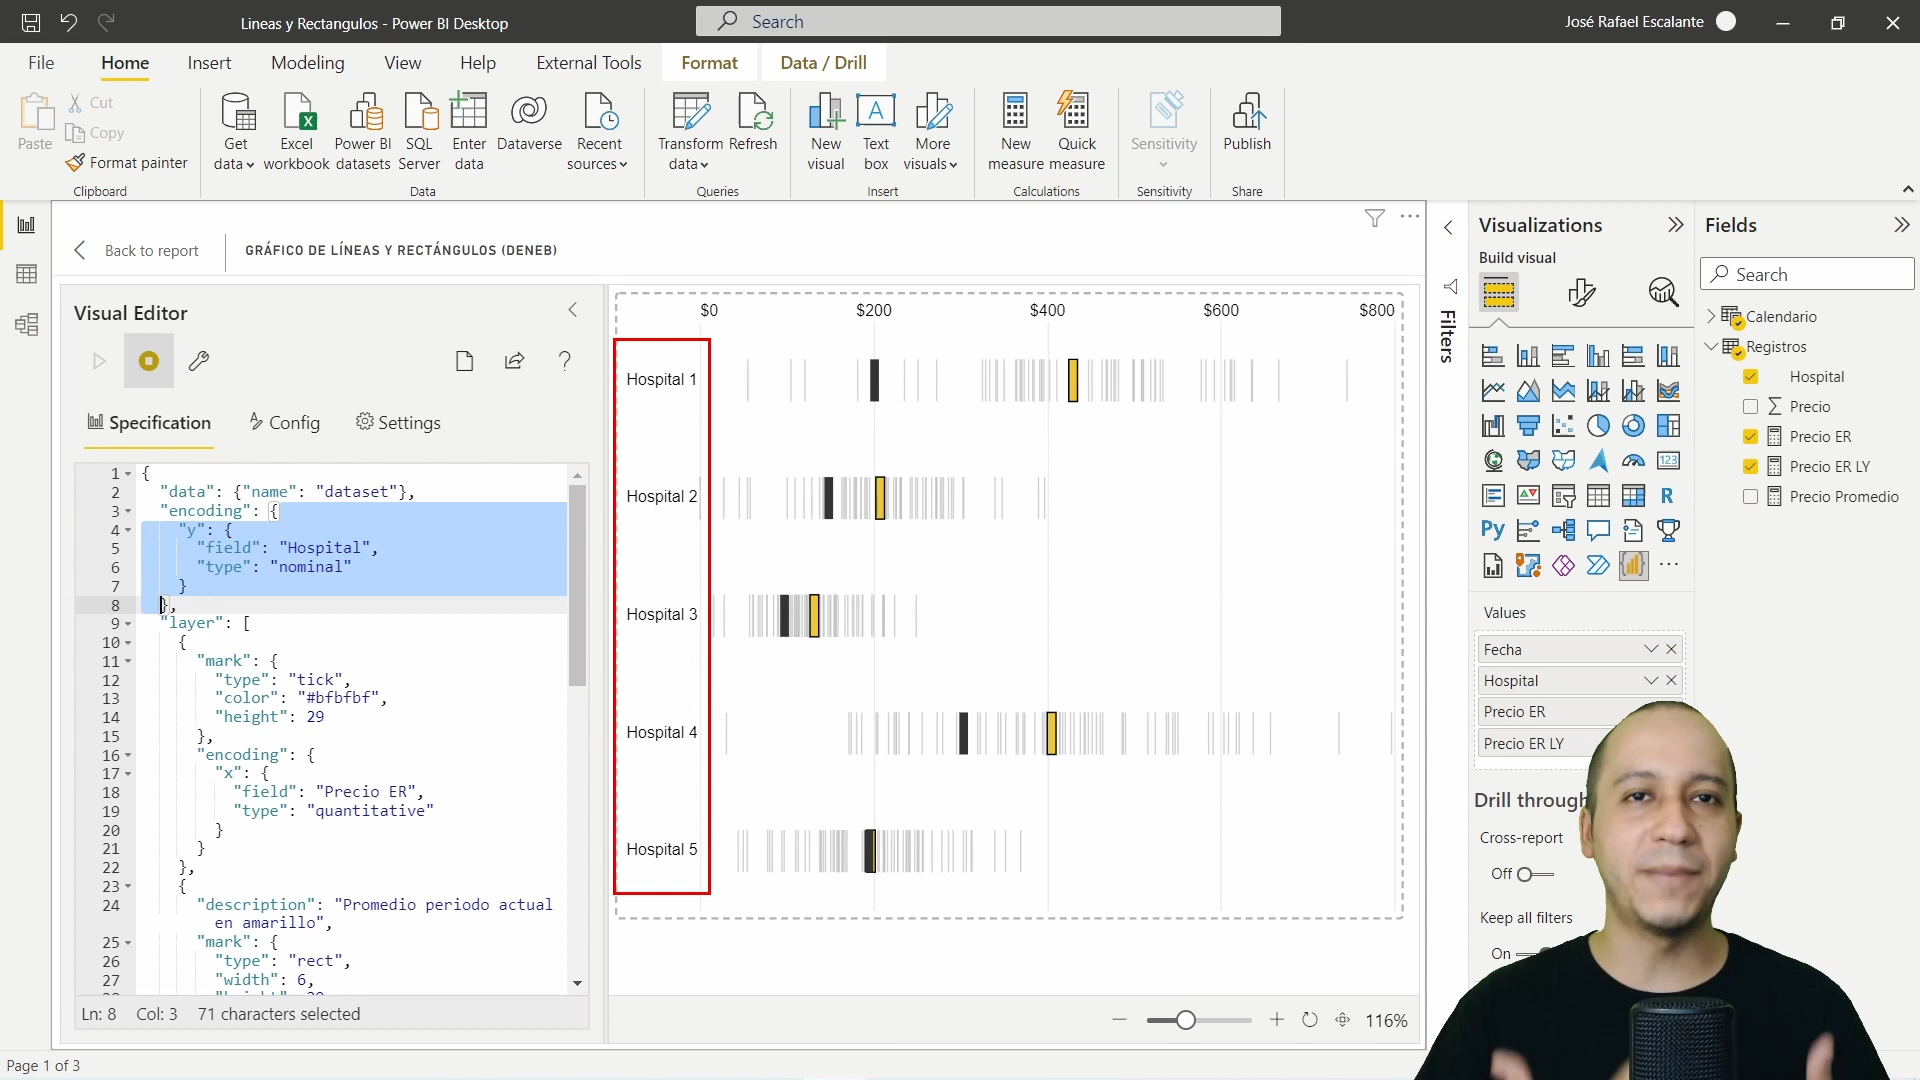 Lineas y Rectangulos - Power BI Desktop
Search
José Rafael Escalante
File
Home
Insert
Modeling
View
Help
External Tools
Format
Data / Drill
Paste
Cut
Copy
Format painter
Clipboard
Get data
Excel workbook
Power BI datasets
SQL Server
Enter data
Dataverse
Recent sources
Data
Transform data
Refresh
Queries
New visual
Text box
More visuals
Insert
New measure
Quick measure
Calculations
Sensitivity
Sensitivity
Publish
Share
Back to report
GRÁFICO DE LÍNEAS Y RECTÁNGULOS (DENEB)
Visual Editor
Specification
Config
Settings
1 {
2 "data": {"name": "dataset"},
3 "encoding": {
4 "y": {
5 "field": "Hospital",
6 "type": "nominal"
7 }
8 },
9 "layer": [
10 {
11 "mark": {
12 "type": "tick",
13 "color": "#bfbfbf",
14 "height": 29
15 },
16 "encoding": {
17 "x": {
18 "field": "Precio ER",
19 "type": "quantitative"
20 }
21 }
22 },
23 {
24 "description": "Promedio periodo actual
en amarillo",
25 "mark": {
26 "type": "rect",
27 "width": 6,
Ln: 8 Col: 3 71 characters selected
$0
$200
$400
$600
$800
Hospital 1
Hospital 2
Hospital 3
Hospital 4
Hospital 5
116%
Filters
Visualizations
Build visual
123
R
Py
Values
Fecha
Hospital
Precio ER
Precio ER LY
Drill through
Cross-report
Off
Keep all filters
On
Fields
Search
Calendario
Registros
Hospital
Precio
Precio ER
Precio ER LY
Precio Promedio
Page 1 of 3